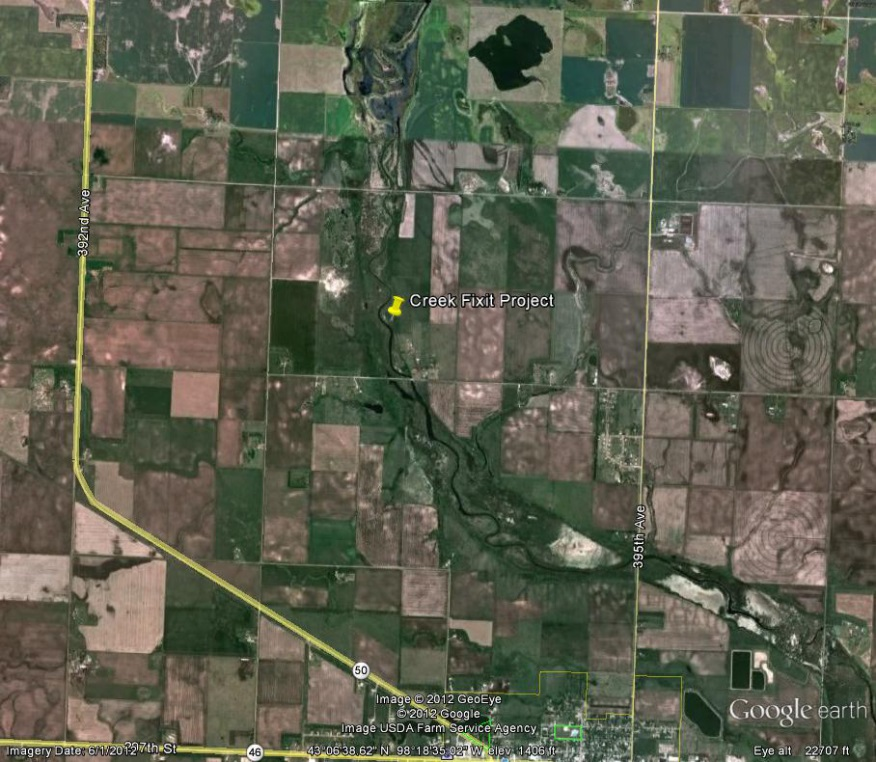 392nd Ave
Creek Fixit Project
395th Ave
50
Image © 2012 GeoEye
© 2012 Google
Image USDA Farm Service Agency
Google earth
Imagery Date: 6/1/2012
297th St
46
43°06'38.62" N 98°18'35.02" W elev 1406 ft
Eye alt 22707 ft